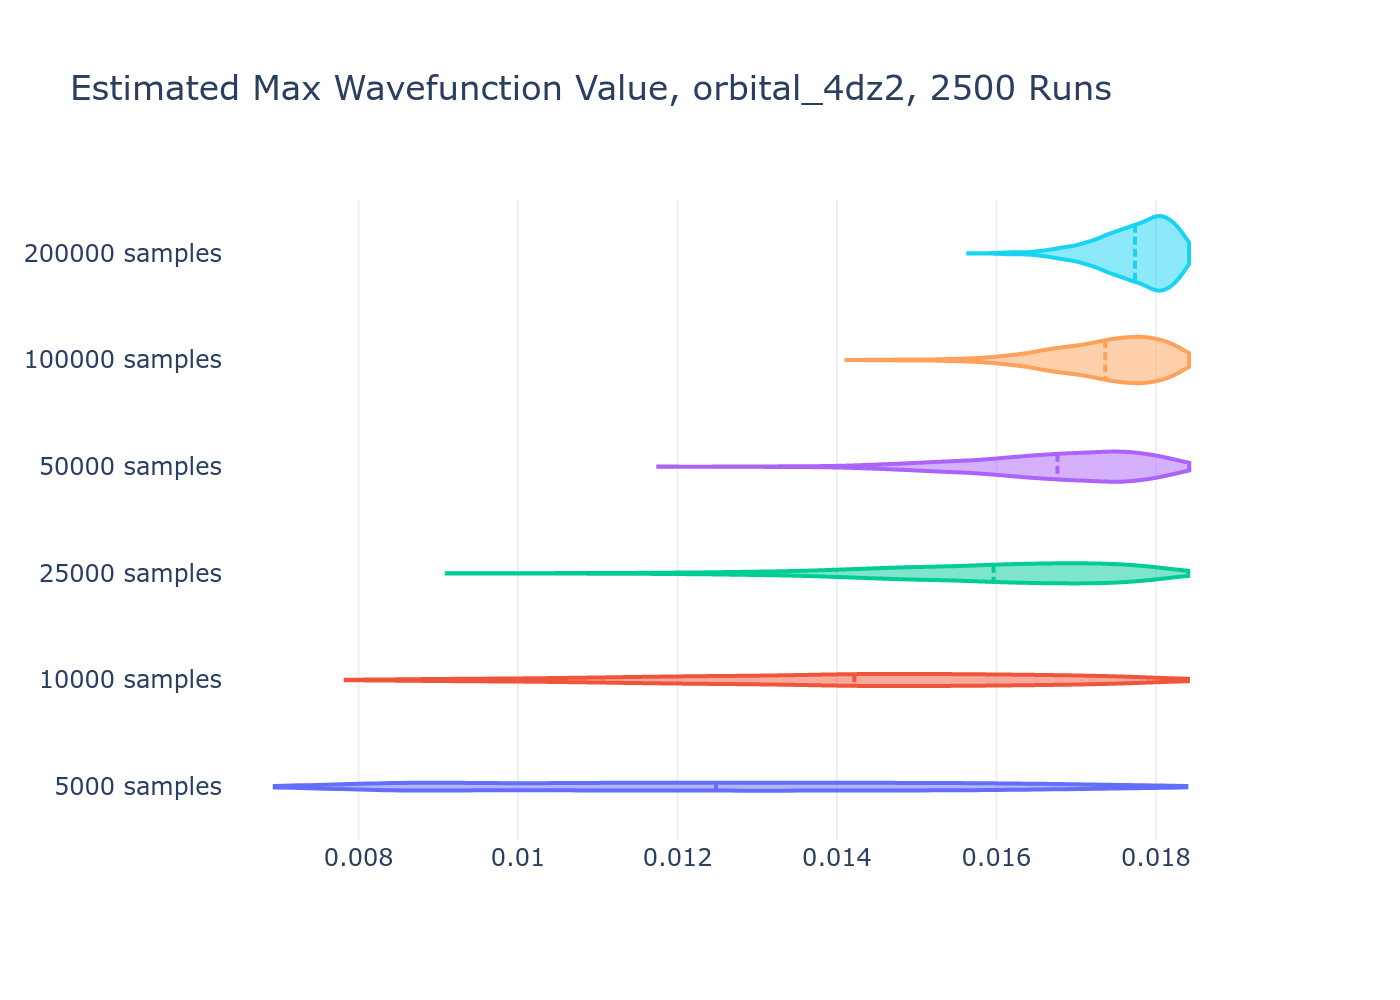 Estimated Max Wavefunction Value, orbital_4dz2, 2500 Runs
200000 samples
100000 samples
50000 samples
25000 samples
10000 samples
5000 samples
0.008 0.01 0.012 0.014 0.016 0.018